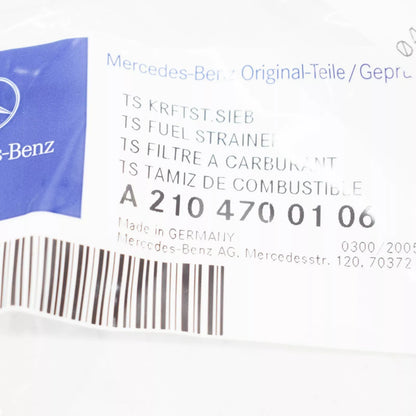 Mercedes-Benz Original-Teile/Geprü
s-Benz
TS KRFTST.SIEB
TS FUEL STRAINER
TS FILTRE A CARBURANT
TS TAMIZ DE COMBUSTIBLE
A 210 470 01 06
Made in GERMANY
0300/2005
Mercedes-Benz AG, Mercedesstr. 120, 70372